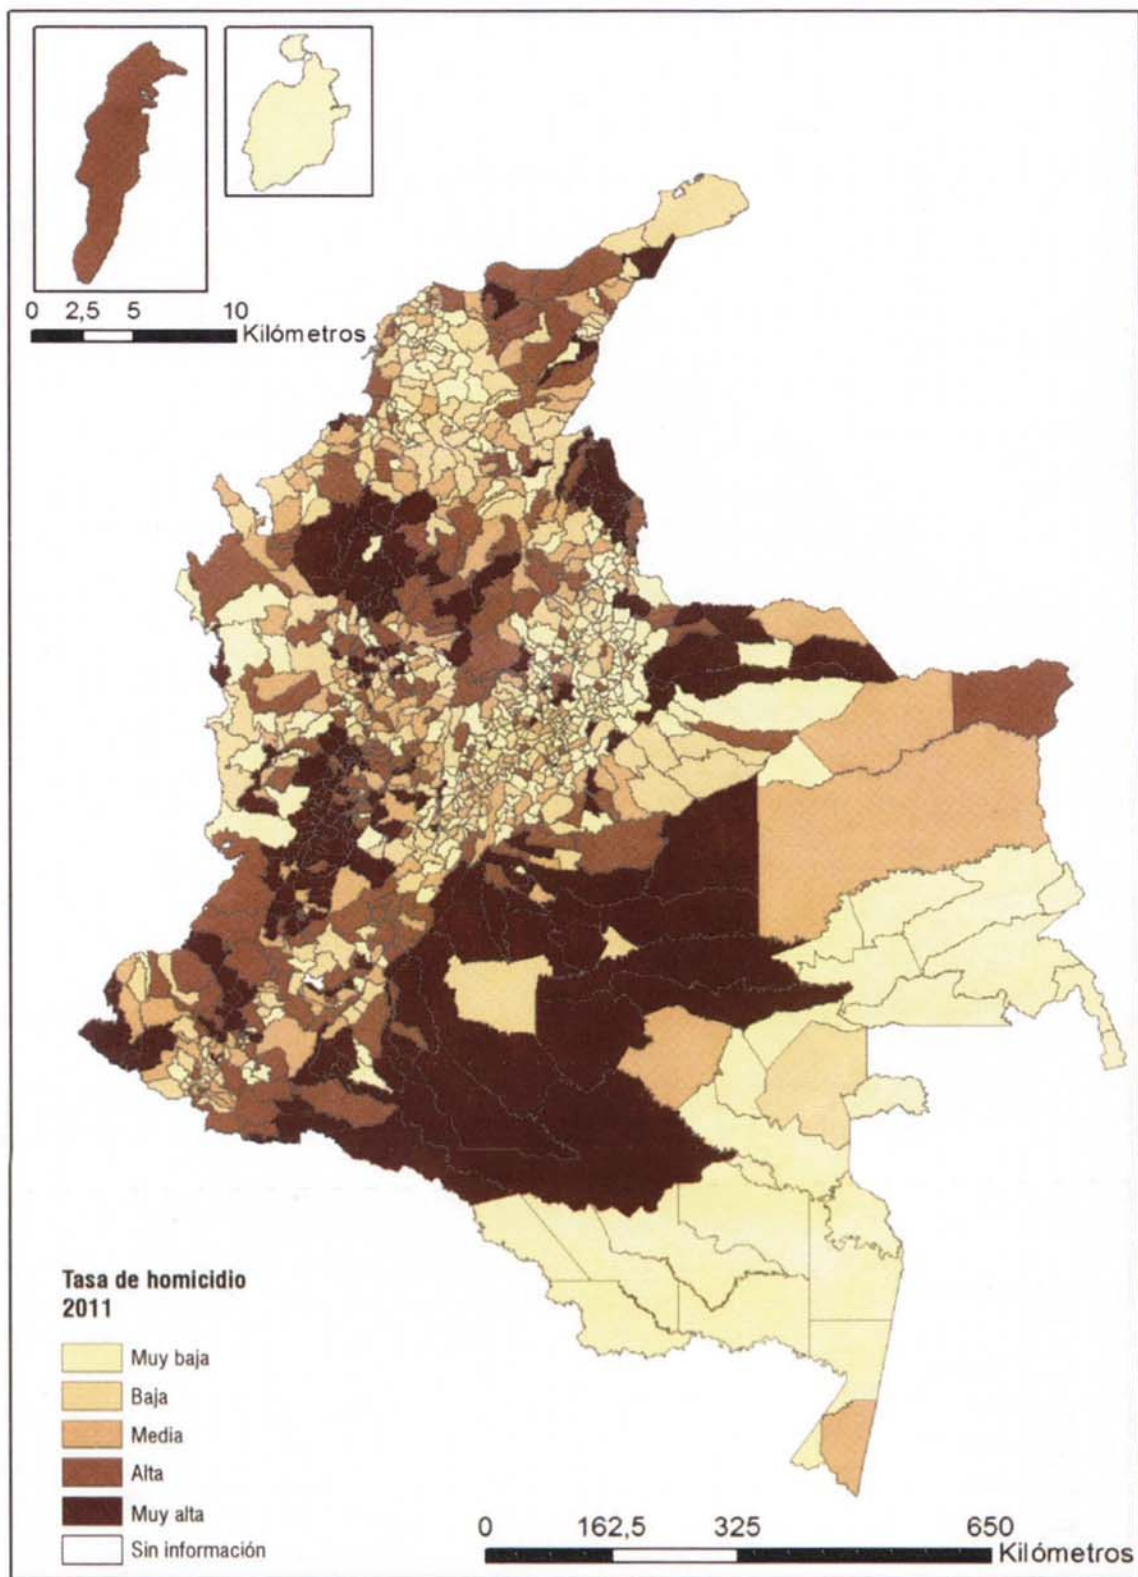 0 2,5 5 10
Kilómetros
Tasa de homicidio
2011
Muy baja
Baja
Media
Alta
Muy alta
Sin información
0 162,5 325 650
Kilómetros